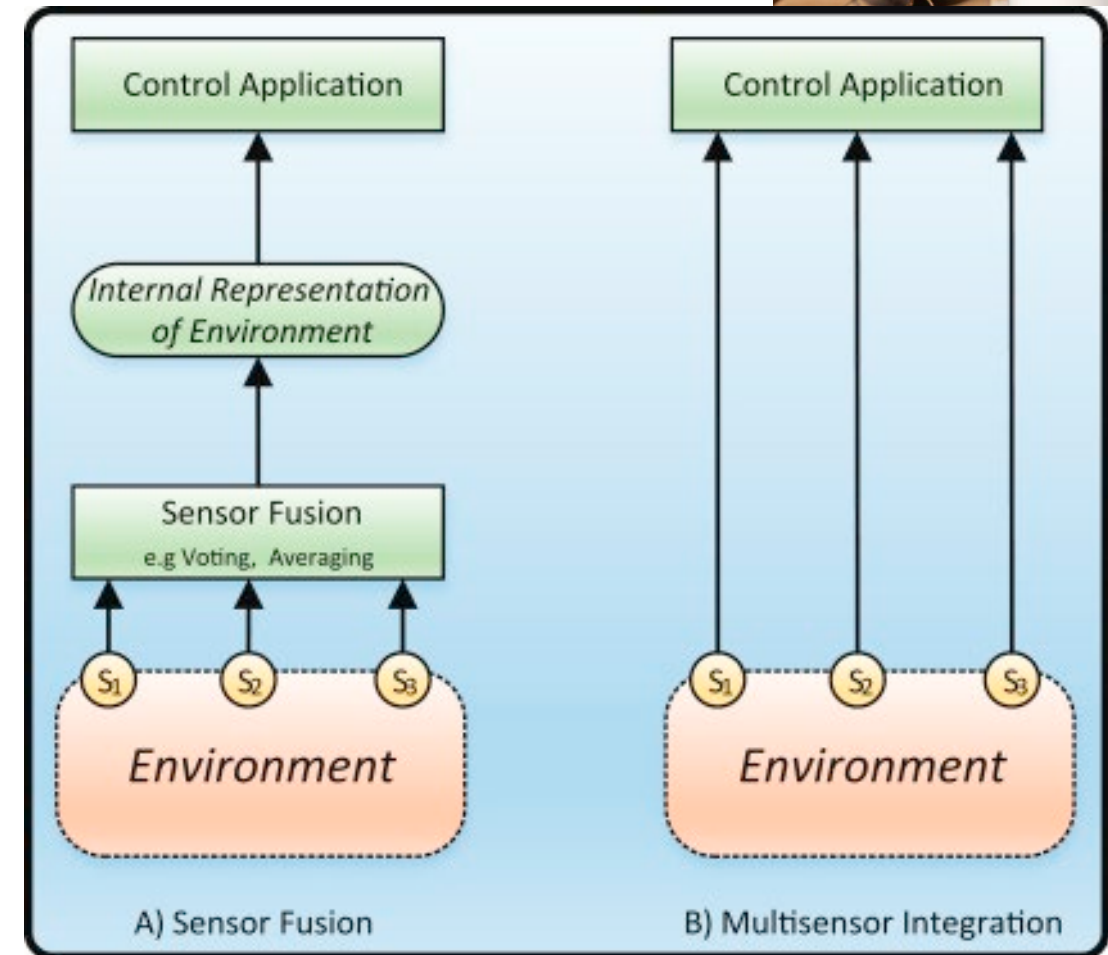 Control Application
Internal Representation
of Environment
Sensor Fusion
e.g Voting, Averaging
S1
S2
S3
Environment
A) Sensor Fusion
Control Application
S1
S2
S3
Environment
B) Multisensor Integration